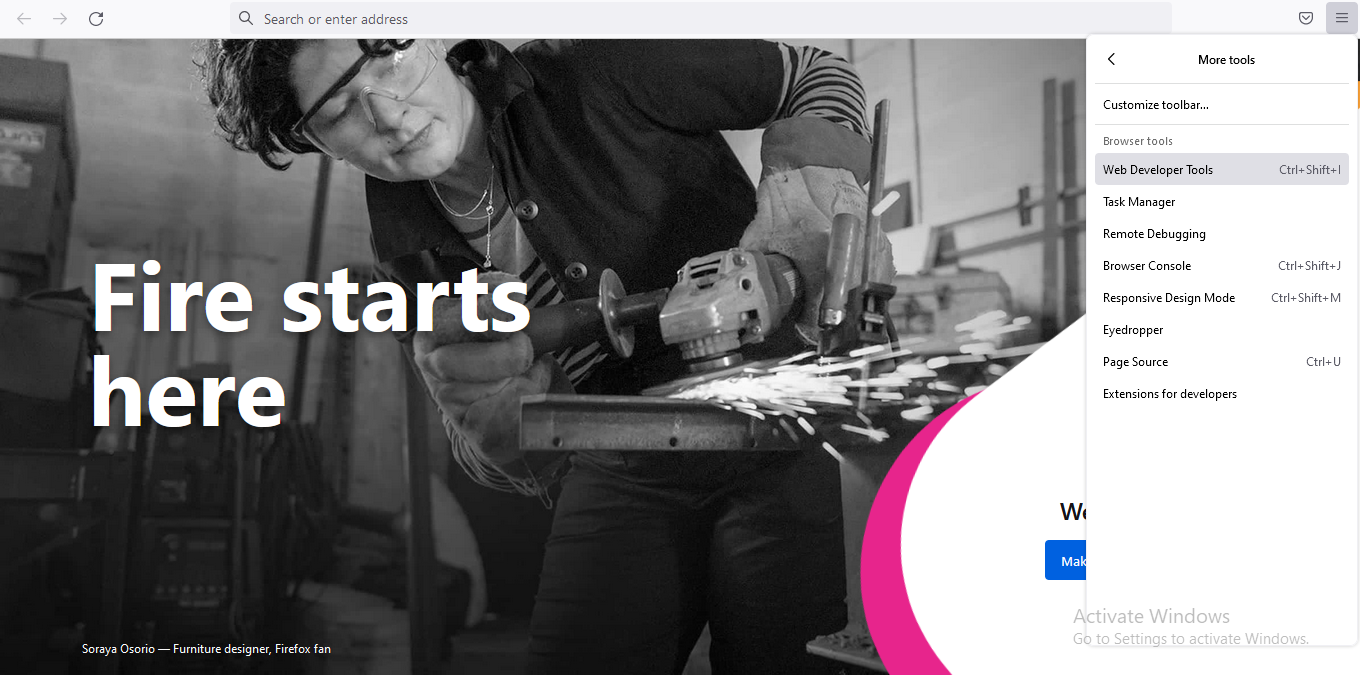 Search or enter address
More tools
Customize toolbar...
Browser tools
Web Developer Tools Ctrl+Shift+I
Task Manager
Remote Debugging
Browser Console Ctrl+Shift+J
Responsive Design Mode Ctrl+Shift+M
Eyedropper
Page Source Ctrl+U
Extensions for developers
Fire starts
here
Soraya Osorio — Furniture designer, Firefox fan
Activate Windows
Go to Settings to activate Windows.